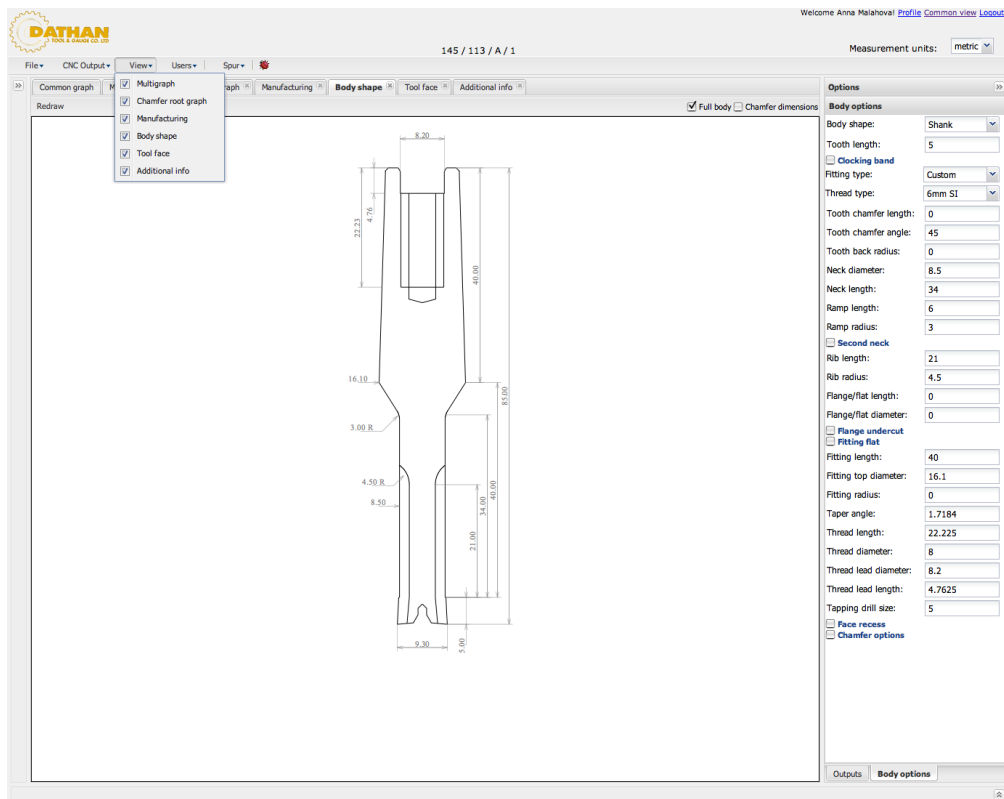 Welcome Anna Malahova! Profile Common view Logout
DATHAN
TOOL & GAUGE CO. LTD
145 / 113 / A / 1
Measurement units: metric
File CNC Output View Users Spur
Common graph M raph Manufacturing Body shape Tool face Additional info
Multigraph
Chamfer root graph
Manufacturing
Body shape
Tool face
Additional info
Redraw
Full body Chamfer dimensions
8.20
4.76
22.23
40.00
16.10
85.00
3.00 R
4.50 R
8.50
40.00
34.00
21.00
9.30
5.00
Options
Body options
Body shape: Shank
Tooth length: 5
Clocking band
Fitting type: Custom
Thread type: 6mm SI
Tooth chamfer length: 0
Tooth chamfer angle: 45
Tooth back radius: 0
Neck diameter: 8.5
Neck length: 34
Ramp length: 6
Ramp radius: 3
Second neck
Rib length: 21
Rib radius: 4.5
Flange/flat length: 0
Flange/flat diameter: 0
Flange undercut
Fitting flat
Fitting length: 40
Fitting top diameter: 16.1
Fitting radius: 0
Taper angle: 1.7184
Thread length: 22.225
Thread diameter: 8
Thread lead diameter: 8.2
Thread lead length: 4.7625
Tapping drill size: 5
Face recess
Chamfer options
Outputs Body options